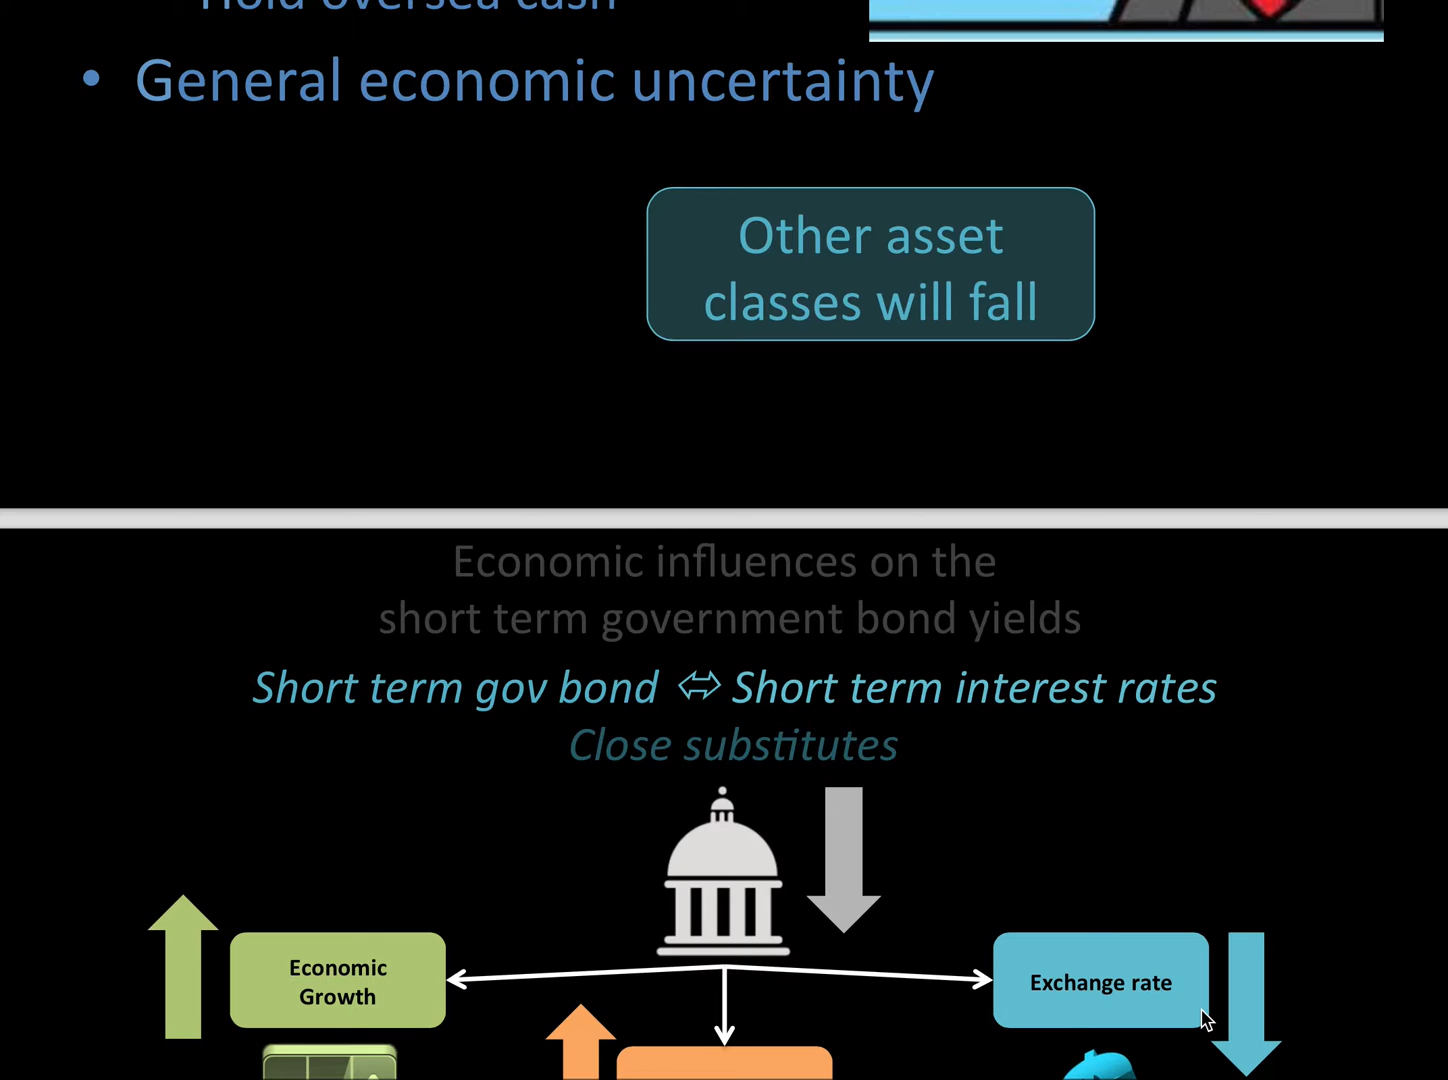 Hold oversea cash
• General economic uncertainty
Other asset
classes will fall
Economic influences on the
short term government bond yields
Short term gov bond ⬄ Short term interest rates
Close substitutes
Economic
Growth
Exchange rate